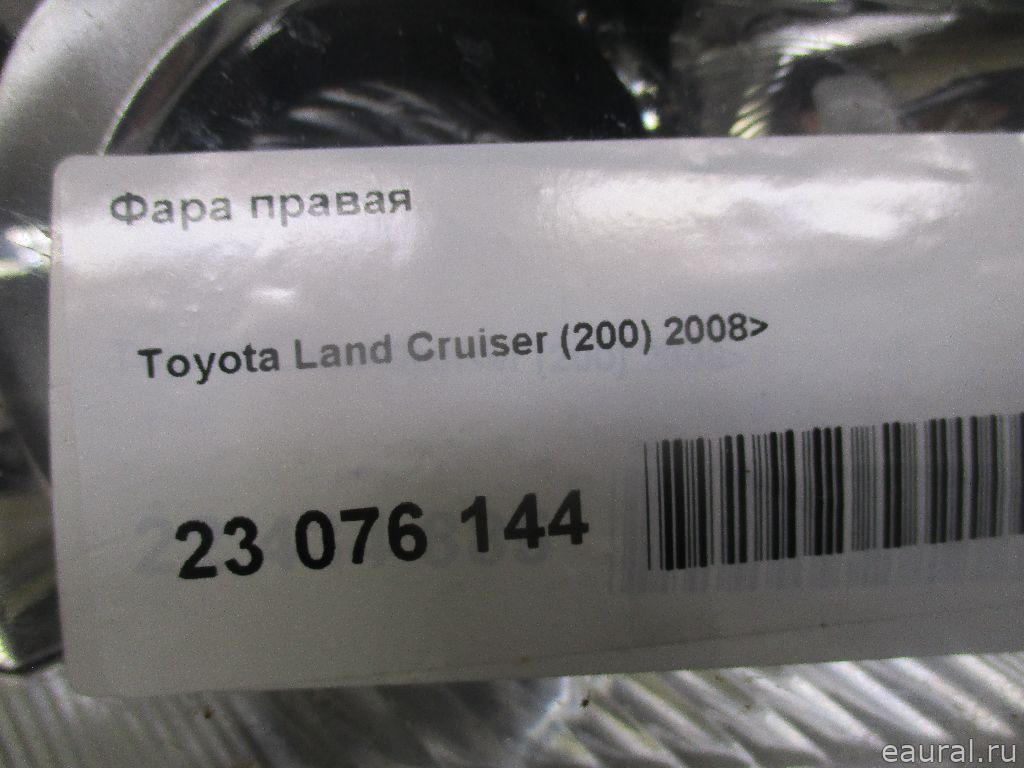 Фара правая
Toyota Land Cruiser (200) 2008>
23 076 144
eaural.ru